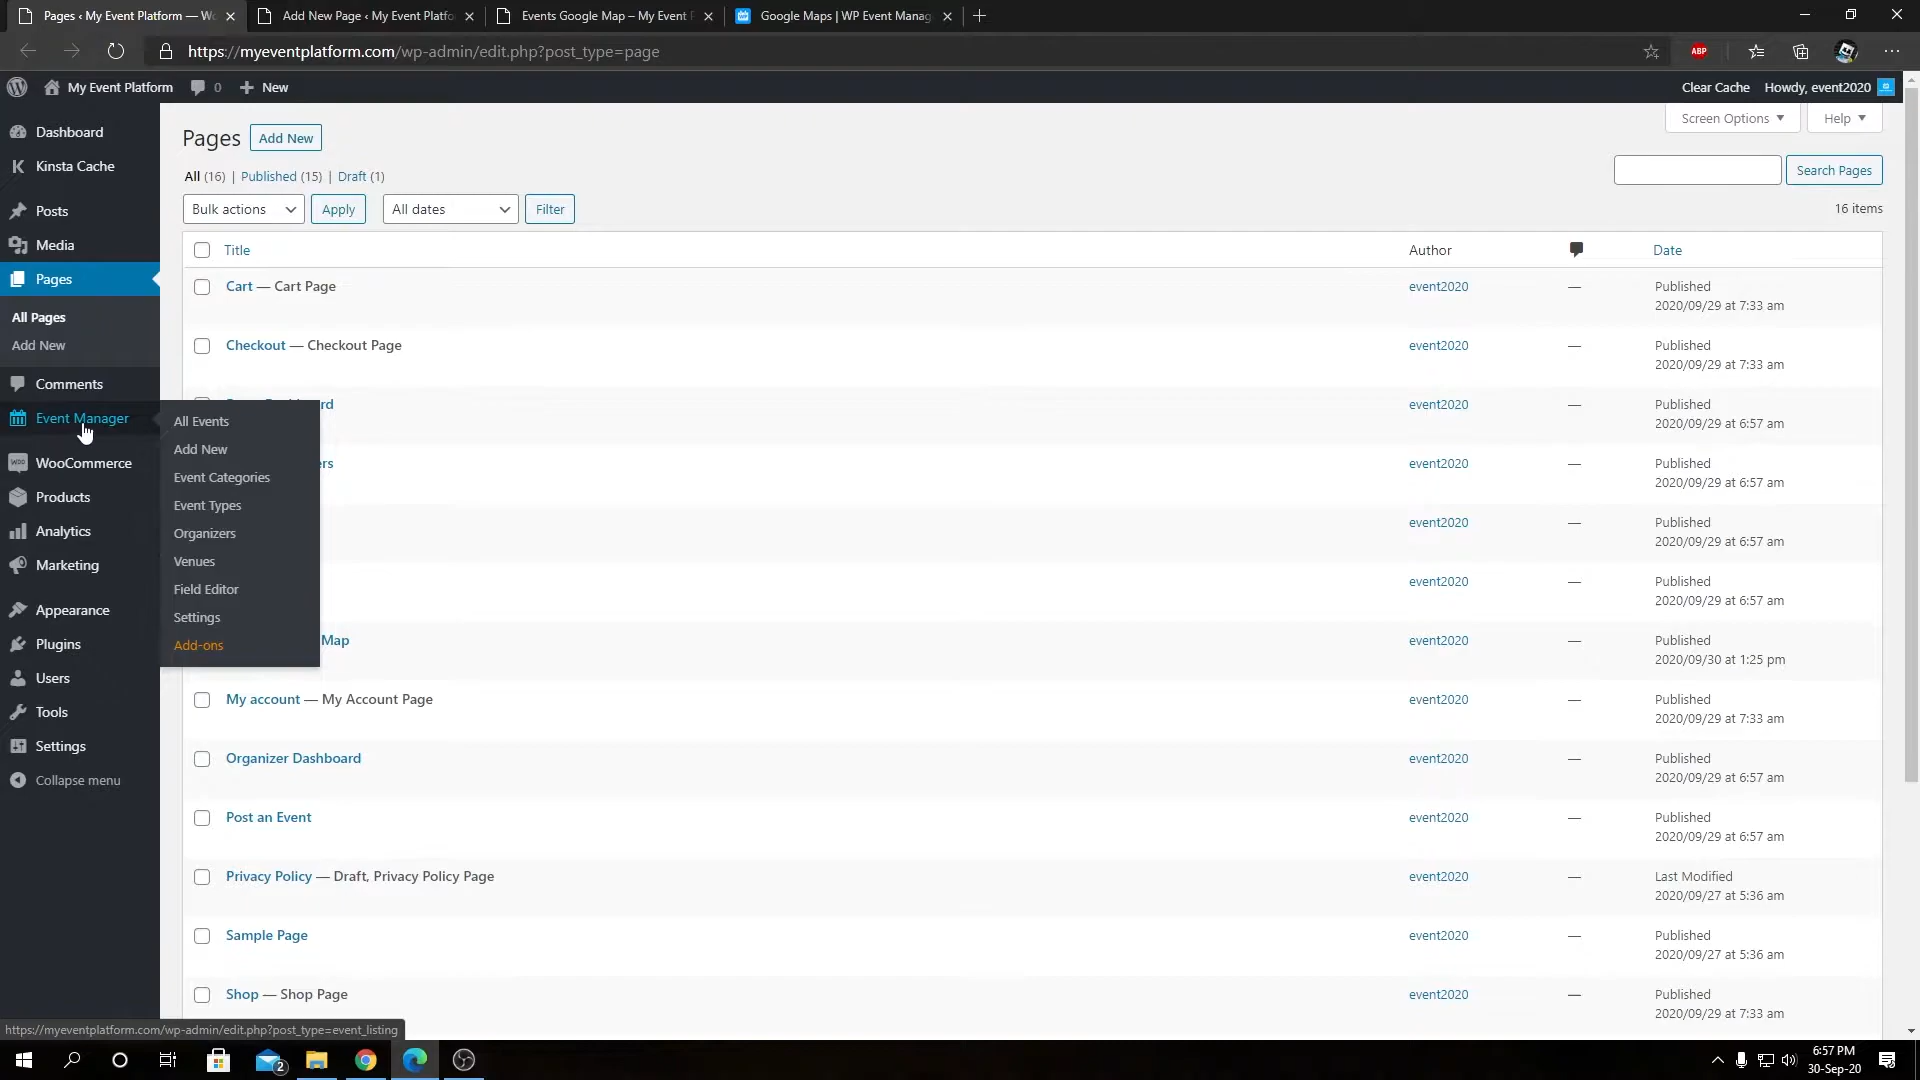 Pages ‹ My Event Platform — Wo
Add New Page ‹ My Event Platfo
Events Google Map – My Event P
Google Maps | WP Event Manag
https://myeventplatform.com/wp-admin/edit.php?post_type=page
ABP
My Event Platform
0
New
Clear Cache
Howdy, event2020
Dashboard
Kinsta Cache
Posts
Media
Pages
All Pages
Add New
Comments
Event Manager
WooCommerce
Products
Analytics
Marketing
Appearance
Plugins
Users
Tools
Settings
Collapse menu
All Events
Add New
Event Categories
Event Types
Organizers
Venues
Field Editor
Settings
Add-ons
Pages
Add New
Screen Options
Help
All (16) | Published (15) | Draft (1)
Search Pages
Bulk actions
Apply
All dates
Filter
16 items
Title
Author
Date
Cart — Cart Page
event2020
—
Published
2020/09/29 at 7:33 am
Checkout — Checkout Page
event2020
—
Published
2020/09/29 at 7:33 am
rd
event2020
—
Published
2020/09/29 at 6:57 am
rs
event2020
—
Published
2020/09/29 at 6:57 am
event2020
—
Published
2020/09/29 at 6:57 am
event2020
—
Published
2020/09/29 at 6:57 am
Map
event2020
—
Published
2020/09/30 at 1:25 pm
My account — My Account Page
event2020
—
Published
2020/09/29 at 7:33 am
Organizer Dashboard
event2020
—
Published
2020/09/29 at 6:57 am
Post an Event
event2020
—
Published
2020/09/29 at 6:57 am
Privacy Policy — Draft, Privacy Policy Page
event2020
—
Last Modified
2020/09/27 at 5:36 am
Sample Page
event2020
—
Published
2020/09/27 at 5:36 am
Shop — Shop Page
event2020
—
Published
2020/09/29 at 7:33 am
https://myeventplatform.com/wp-admin/edit.php?post_type=event_listing
2
6:57 PM
30-Sep-20